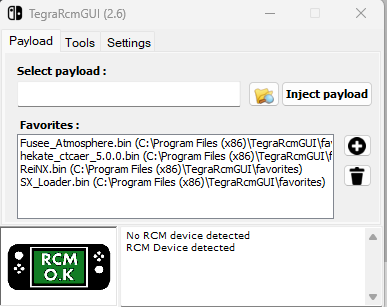 TegraRcmGUI (2.6)
Payload Tools Settings
Select payload :
Inject payload
Favorites :
Fusee_Atmosphere.bin (C:\Program Files (x86)\TegraRcmGUI\fav
hekate_ctcaer_5.0.0.bin (C:\Program Files (x86)\TegraRcmGUI\f
ReiNX.bin (C:\Program Files (x86)\TegraRcmGUI\favorites)
SX_Loader.bin (C:\Program Files (x86)\TegraRcmGUI\favorites)
RCM
O.K
No RCM device detected
RCM Device detected